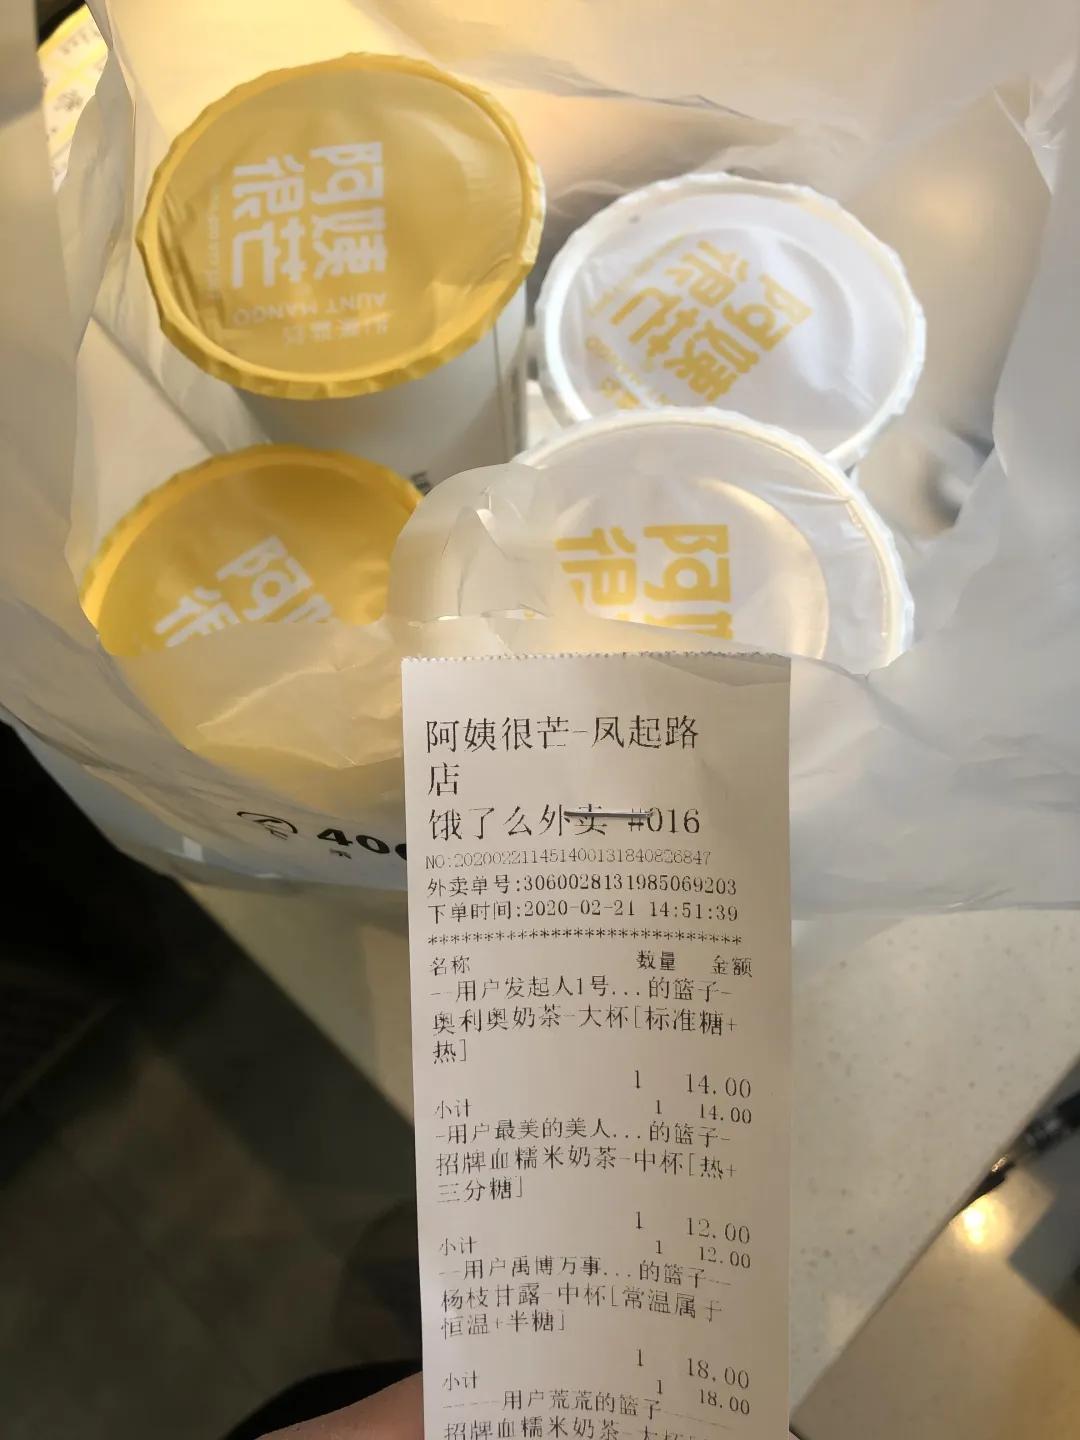 阿姨
很芒
AUNT MANGO
阿姨
很芒
MANGO
阿姨
很
阿姨
很
400
阿姨很芒-凤起路
店
饿了么外卖 #016
NO:202002211451400131840826847
外卖单号:3060028131985069203
下单时间:2020-02-21 14:51:39
****************************
名称 数量 金额
--用户发起人1号...的篮子-
奥利奥奶茶-大杯[标准糖+
热]
1 14.00
小计 1 14.00
-用户最美的美人...的篮子-
招牌血糯米奶茶-中杯[热+
三分糖]
1 12.00
小计 1 12.00
--用户禹博万事...的篮子--
杨枝甘露-中杯[常温属于
恒温+半糖]
1 18.00
小计 1 18.00
-----用户荒荒的篮子------
招牌血糯米奶茶-大杯[